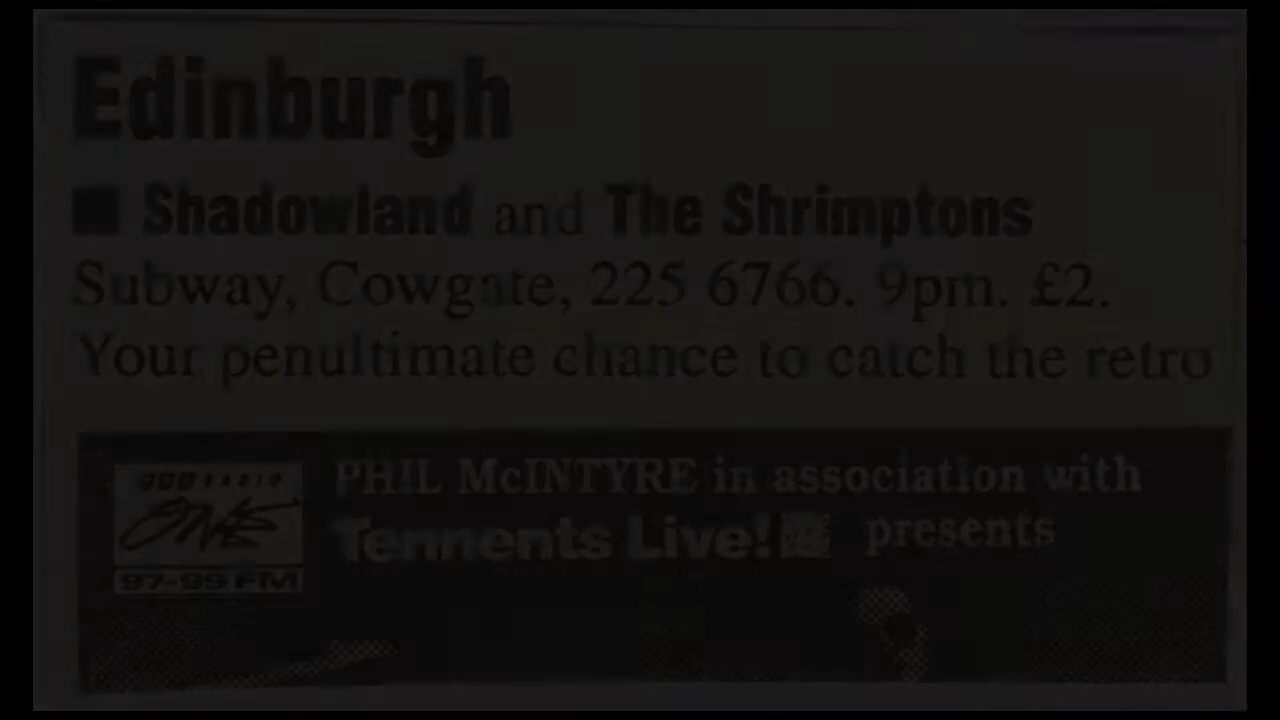 Edinburgh
■ Shadowland and The Shrimptons
Subway, Cowgate, 225 6766. 9pm. £2.
Your penultimate chance to catch the retro
BBC RADIO
ONE
97-99 FM
PHIL McINTYRE in association with
Tennents Live! presents